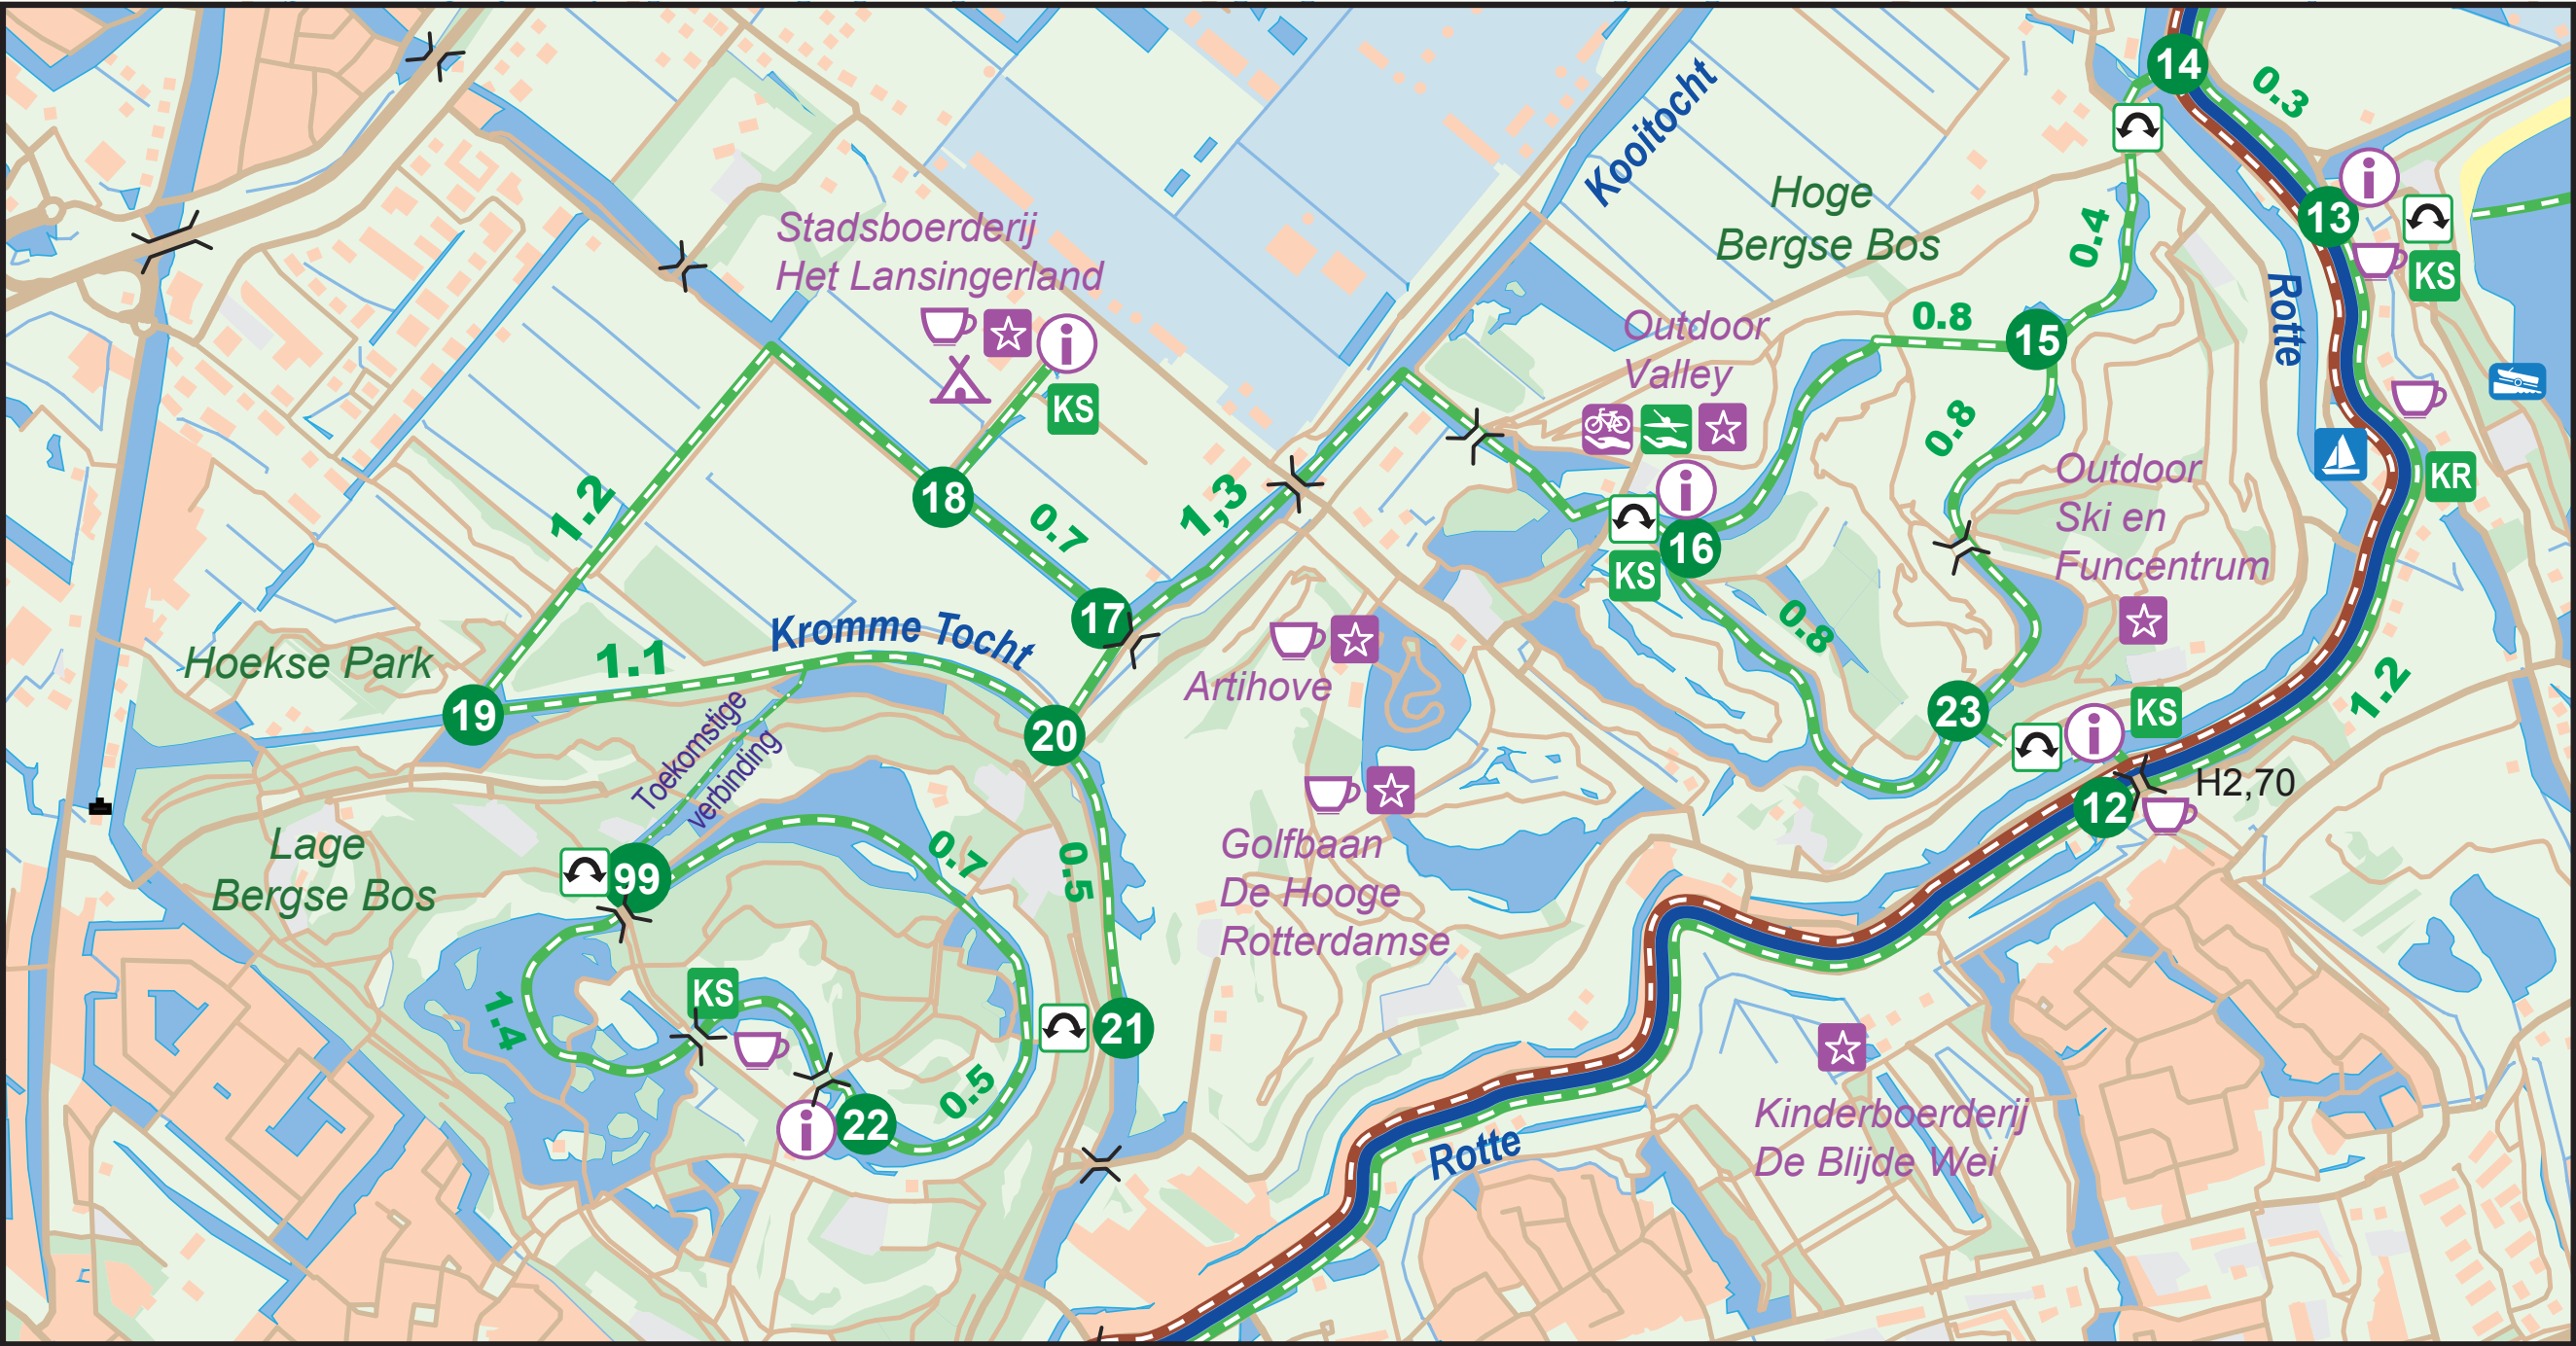 14
0.3
Kooitocht
13
KS
Hoge
Bergse Bos
0.4
Stadsboerderij
Het Lansingerland
i
KS
i
Rotte
Outdoor
Valley
0.8
15
0.8
KR
Outdoor
Ski en
Funcentrum
1.2
18
0.7
1,3
i
16
KS
0.8
17
Kromme Tocht
Hoekse Park
1.1
Artihove
19
20
Toekomstige
verbinding
23
i
KS
1.2
12
H2,70
Lage
Bergse Bos
99
0.7
0.5
Golfbaan
De Hooge
Rotterdamse
1.4
KS
21
0.5
i
22
Kinderboerderij
De Blijde Wei
Rotte